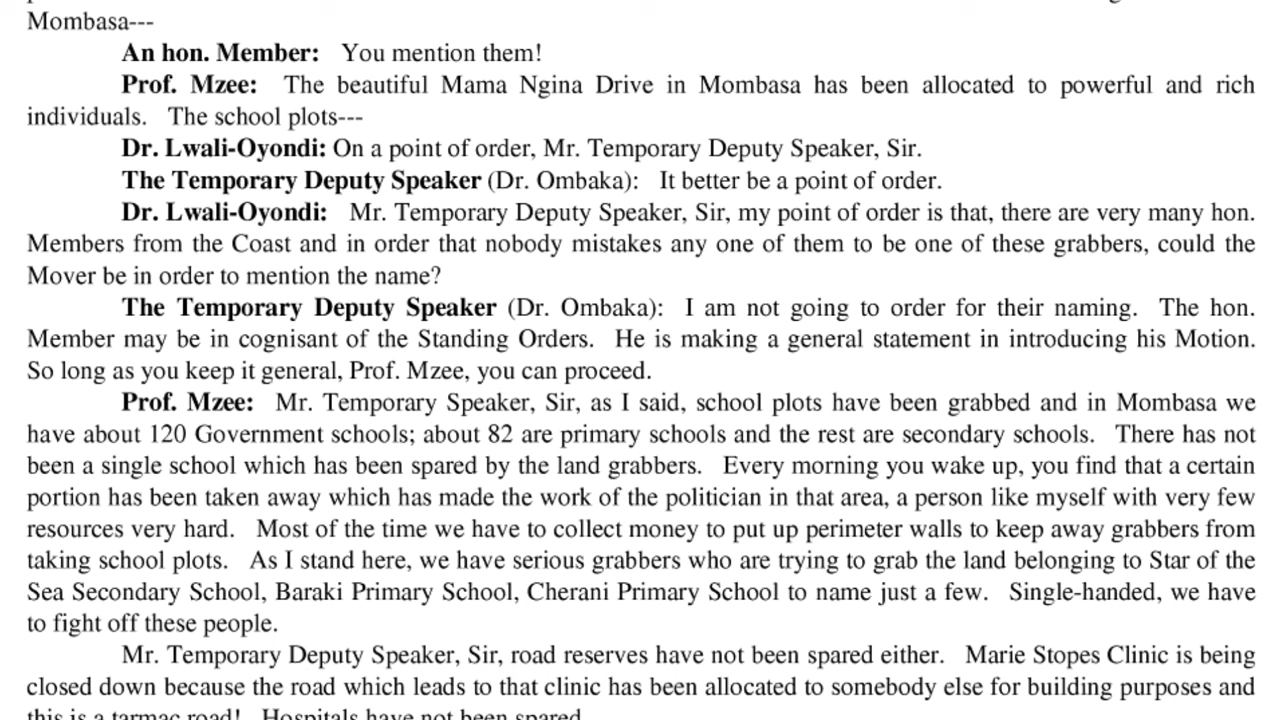 Mombasa---
An hon. Member: You mention them!
Prof. Mzee: The beautiful Mama Ngina Drive in Mombasa has been allocated to powerful and rich
individuals. The school plots---
Dr. Lwali-Oyondi: On a point of order, Mr. Temporary Deputy Speaker, Sir.
The Temporary Deputy Speaker (Dr. Ombaka): It better be a point of order.
Dr. Lwali-Oyondi: Mr. Temporary Deputy Speaker, Sir, my point of order is that, there are very many hon.
Members from the Coast and in order that nobody mistakes any one of them to be one of these grabbers, could the
Mover be in order to mention the name?
The Temporary Deputy Speaker (Dr. Ombaka): I am not going to order for their naming. The hon.
Member may be in cognisant of the Standing Orders. He is making a general statement in introducing his Motion.
So long as you keep it general, Prof. Mzee, you can proceed.
Prof. Mzee: Mr. Temporary Speaker, Sir, as I said, school plots have been grabbed and in Mombasa we
have about 120 Government schools; about 82 are primary schools and the rest are secondary schools. There has not
been a single school which has been spared by the land grabbers. Every morning you wake up, you find that a certain
portion has been taken away which has made the work of the politician in that area, a person like myself with very few
resources very hard. Most of the time we have to collect money to put up perimeter walls to keep away grabbers from
taking school plots. As I stand here, we have serious grabbers who are trying to grab the land belonging to Star of the
Sea Secondary School, Baraki Primary School, Cherani Primary School to name just a few. Single-handed, we have
to fight off these people.
Mr. Temporary Deputy Speaker, Sir, road reserves have not been spared either. Marie Stopes Clinic is being
closed down because the road which leads to that clinic has been allocated to somebody else for building purposes and
this is a tarmac road! Hospitals have not been spared.